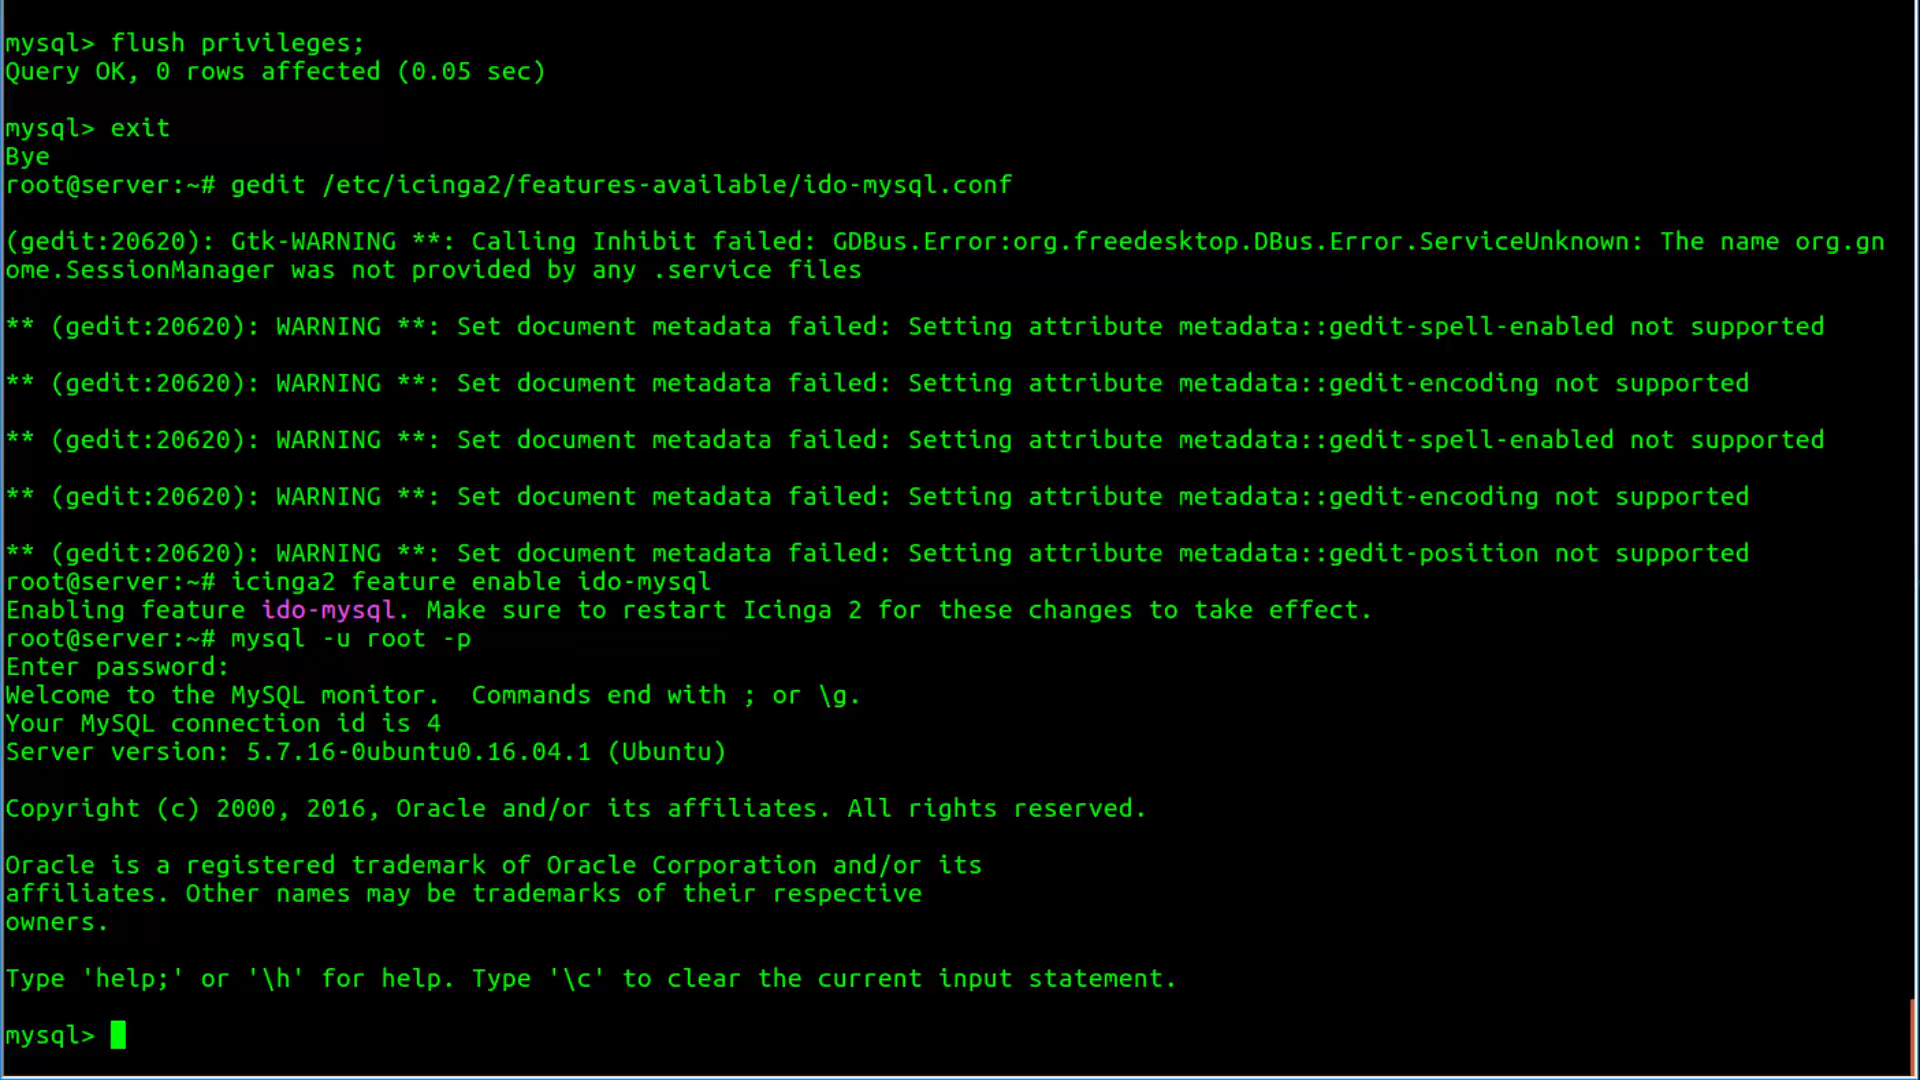 mysql> flush privileges;
Query OK, 0 rows affected (0.05 sec)
mysql> exit
Bye
root@server:~# gedit /etc/icinga2/features-available/ido-mysql.conf
(gedit:20620): Gtk-WARNING **: Calling Inhibit failed: GDBus.Error:org.freedesktop.DBus.Error.ServiceUnknown: The name org.gn
ome.SessionManager was not provided by any .service files
** (gedit:20620): WARNING **: Set document metadata failed: Setting attribute metadata::gedit-spell-enabled not supported
** (gedit:20620): WARNING **: Set document metadata failed: Setting attribute metadata::gedit-encoding not supported
** (gedit:20620): WARNING **: Set document metadata failed: Setting attribute metadata::gedit-spell-enabled not supported
** (gedit:20620): WARNING **: Set document metadata failed: Setting attribute metadata::gedit-encoding not supported
** (gedit:20620): WARNING **: Set document metadata failed: Setting attribute metadata::gedit-position not supported
root@server:~# icinga2 feature enable ido-mysql
Enabling feature ido-mysql. Make sure to restart Icinga 2 for these changes to take effect.
root@server:~# mysql -u root -p
Enter password:
Welcome to the MySQL monitor.  Commands end with ; or \g.
Your MySQL connection id is 4
Server version: 5.7.16-0ubuntu0.16.04.1 (Ubuntu)
Copyright (c) 2000, 2016, Oracle and/or its affiliates. All rights reserved.
Oracle is a registered trademark of Oracle Corporation and/or its
affiliates. Other names may be trademarks of their respective
owners.
Type 'help;' or '\h' for help. Type '\c' to clear the current input statement.
mysql>